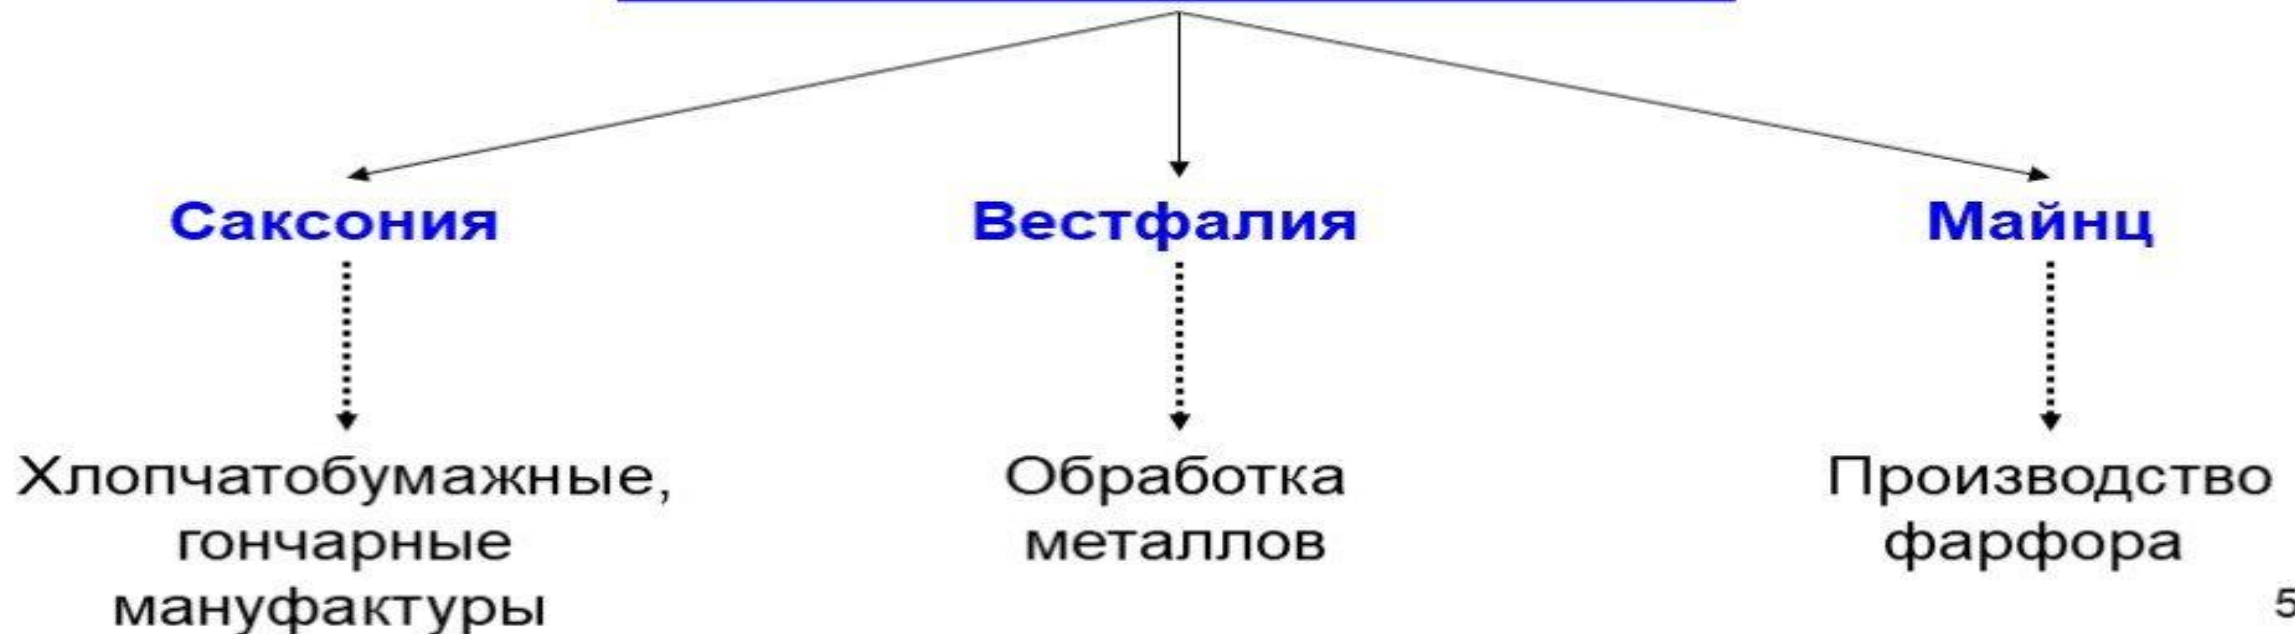 Саксония
Вестфалия
Майнц
Хлопчатобумажные,
гончарные
мануфактуры
Обработка
металлов
Производство
фарфора
5